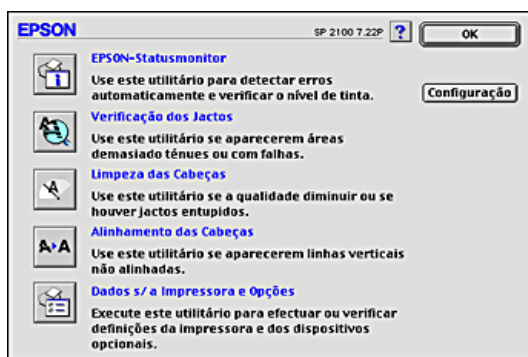 EPSON
SP 2100 7.22P
?
OK
EPSON-Statusmonitor
Use este utilitário para detectar erros
automaticamente e verificar o nível de tinta.
Configuração
Verificação dos Jactos
Use este utilitário se aparecerem áreas
demasiado ténues ou com falhas.
Limpeza das Cabeças
Use este utilitário se a qualidade diminuir ou se
houver jactos entupidos.
Alinhamento das Cabeças
Use este utilitário se aparecerem linhas verticais
não alinhadas.
Dados s/ a Impressora e Opções
Execute este utilitário para efectuar ou verificar
definições da impressora e dos dispositivos
opcionais.